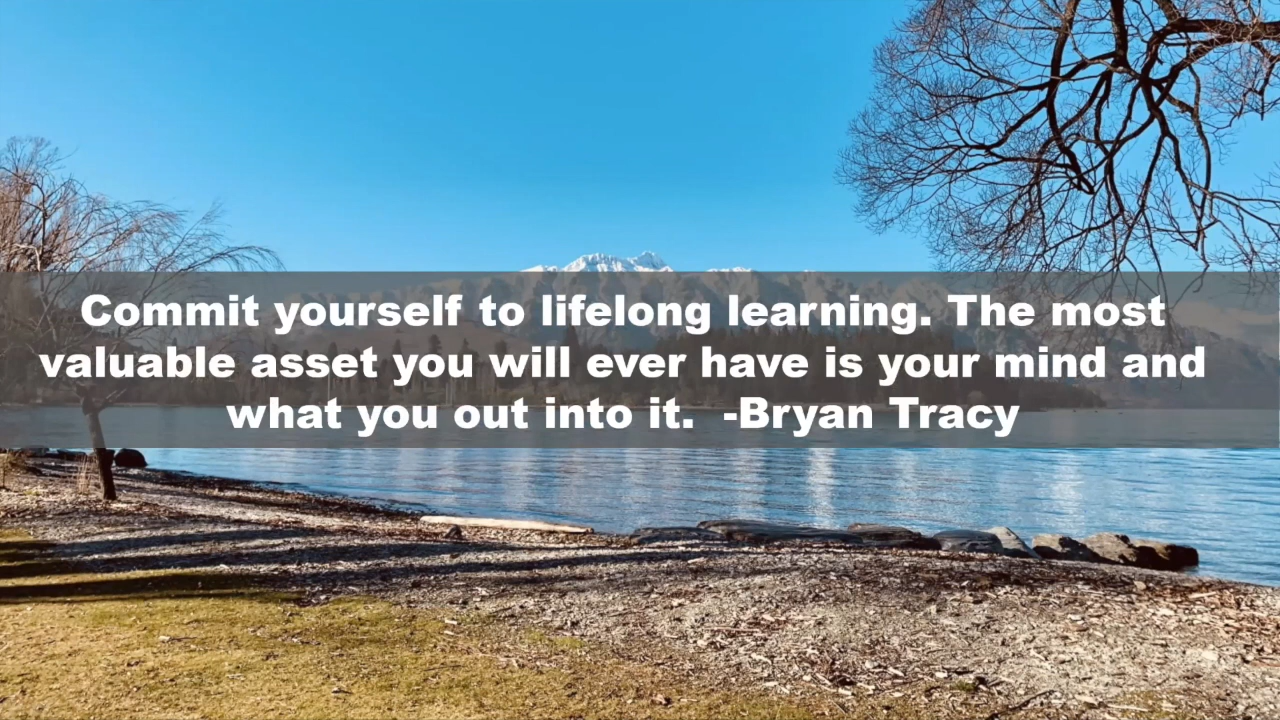 Commit yourself to lifelong learning. The most
valuable asset you will ever have is your mind and
what you out into it.  -Bryan Tracy